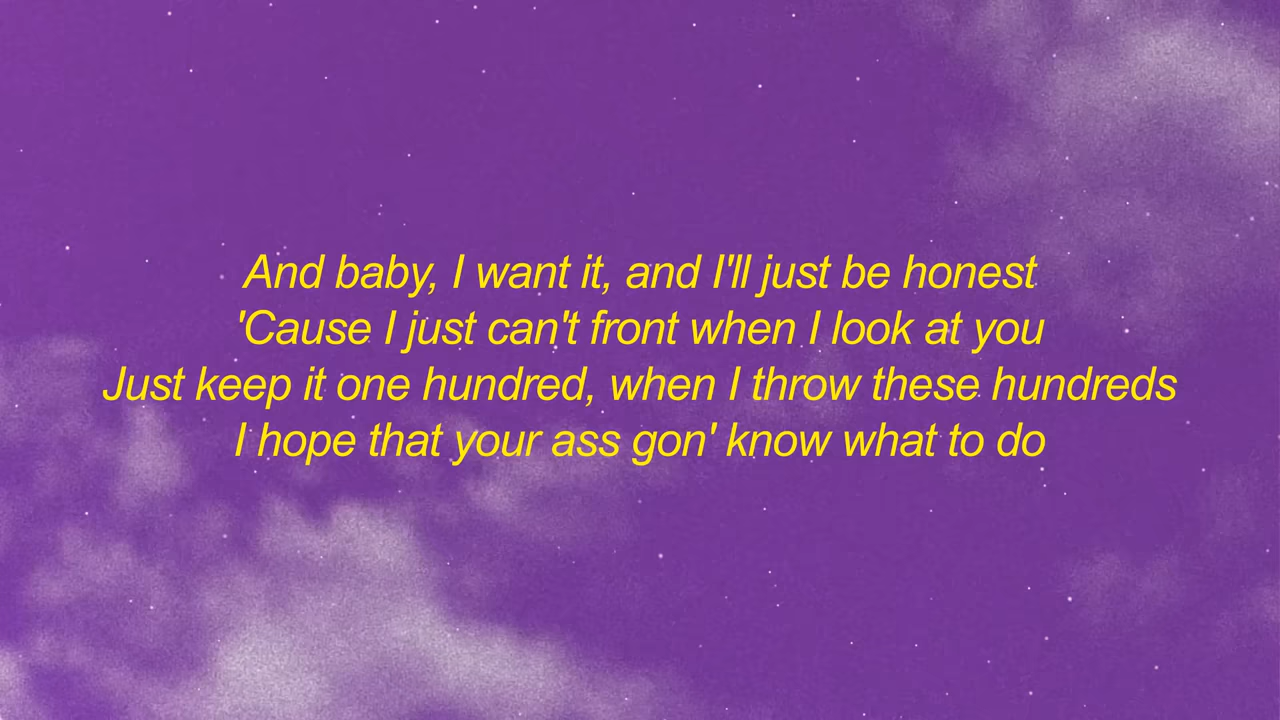 And baby, I want it, and I'll just be honest
'Cause I just can't front when I look at you
Just keep it one hundred, when I throw these hundreds
I hope that your ass gon' know what to do